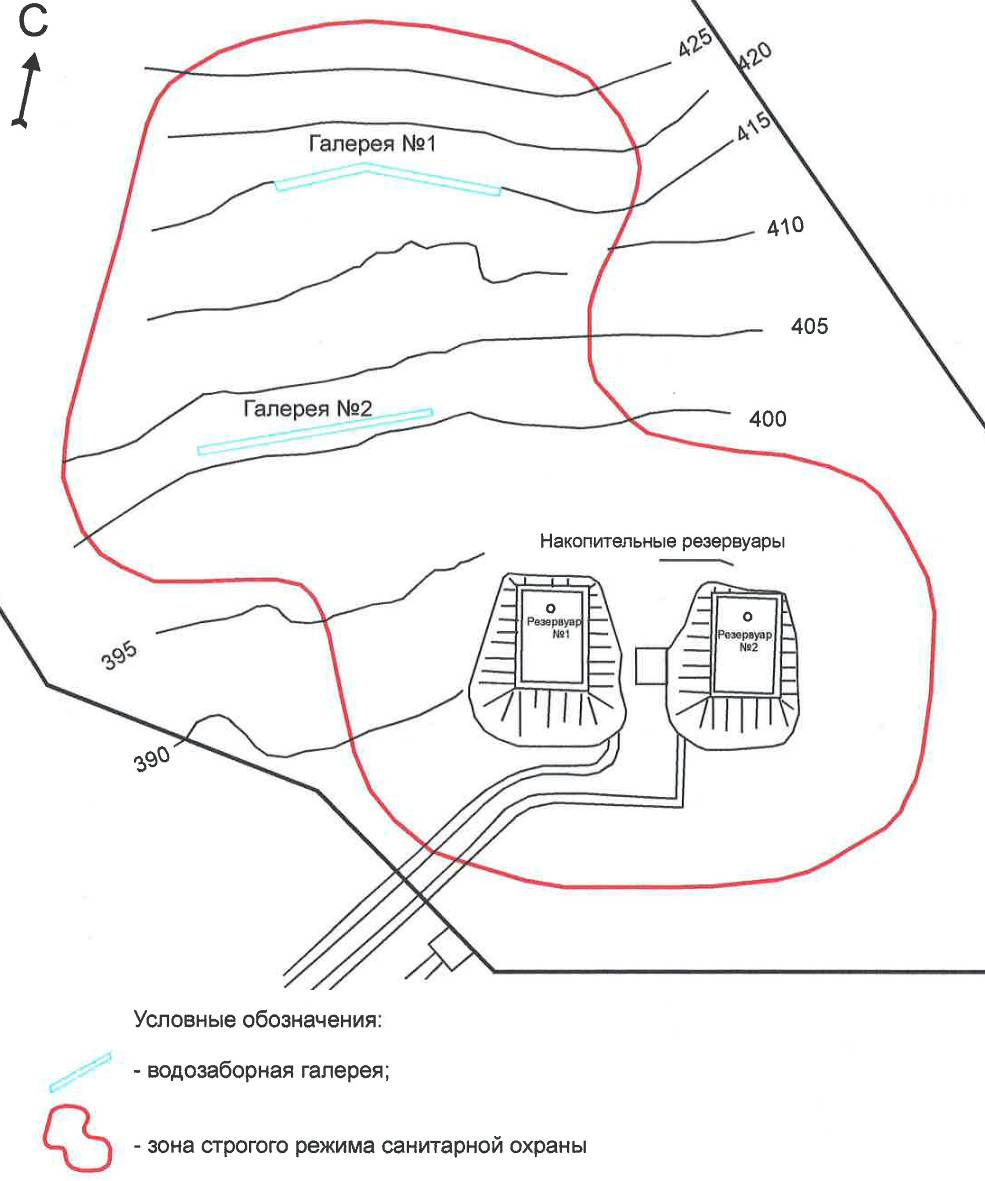 С
425
420
415
Галерея №1
410
405
Галерея №2
400
Накопительные резервуары
Резервуар
№1
Резервуар
№2
395
390
Условные обозначения:
- водозаборная галерея;
- зона строгого режима санитарной охраны